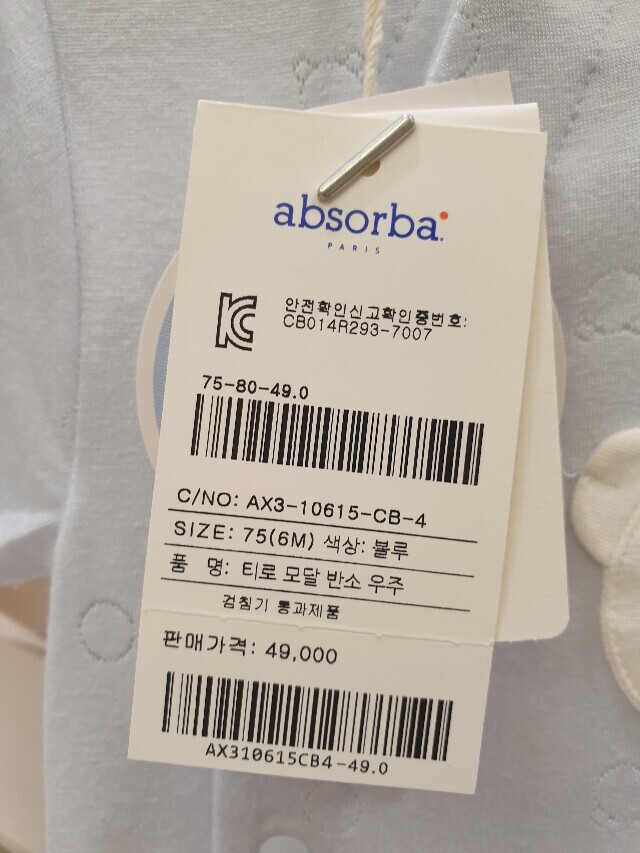 absorba.
PARIS
KC
안전확인신고확인증번호:
CB014R293-7007
75-80-49.0
C/NO: AX3-10615-CB-4
SIZE: 75(6M) 색상: 블루
품 명: 티로 모달 반소 우주
검침기 통과제품
판매가격: 49,000
AX310615CB4-49.0